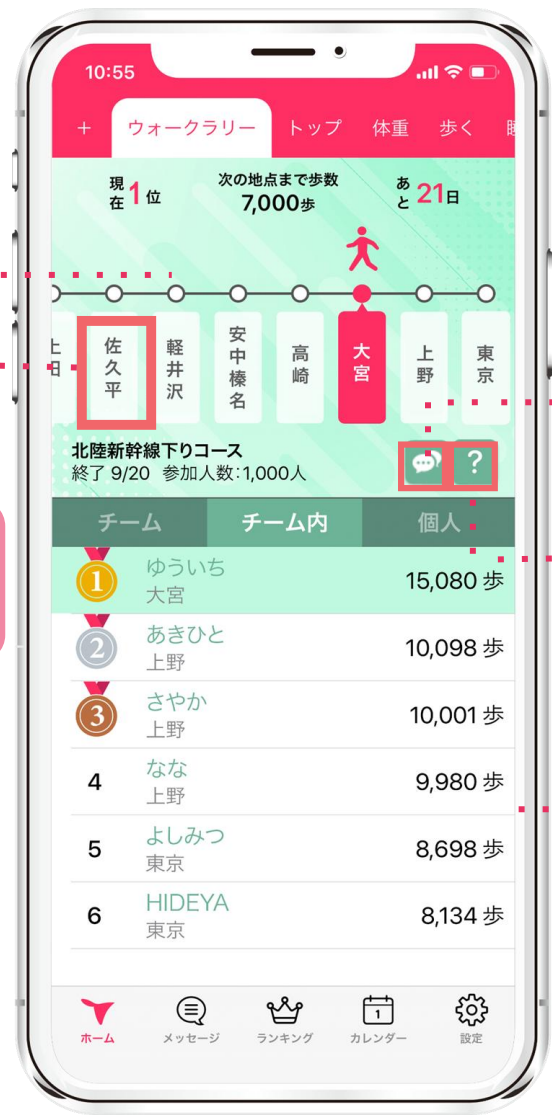 10:55
+ ウォークラリー トップ 体重 歩く
現在1位
次の地点まで歩数
7,000歩
あと21日
佐久平
軽井沢
安中榛名
高崎
大宮
上野
東京
北陸新幹線下りコース
終了 9/20 参加人数:1,000人
?
チーム チーム内 個人
1 ゆういち 15,080 歩
大宮
2 あきひと 10,098 歩
上野
3 さやか 10,001 歩
上野
4 なな 9,980 歩
上野
5 よしみつ 8,698 歩
東京
6 HIDEYA 8,134 歩
東京
1
ホーム メッセージ ランキング カレンダー 設定